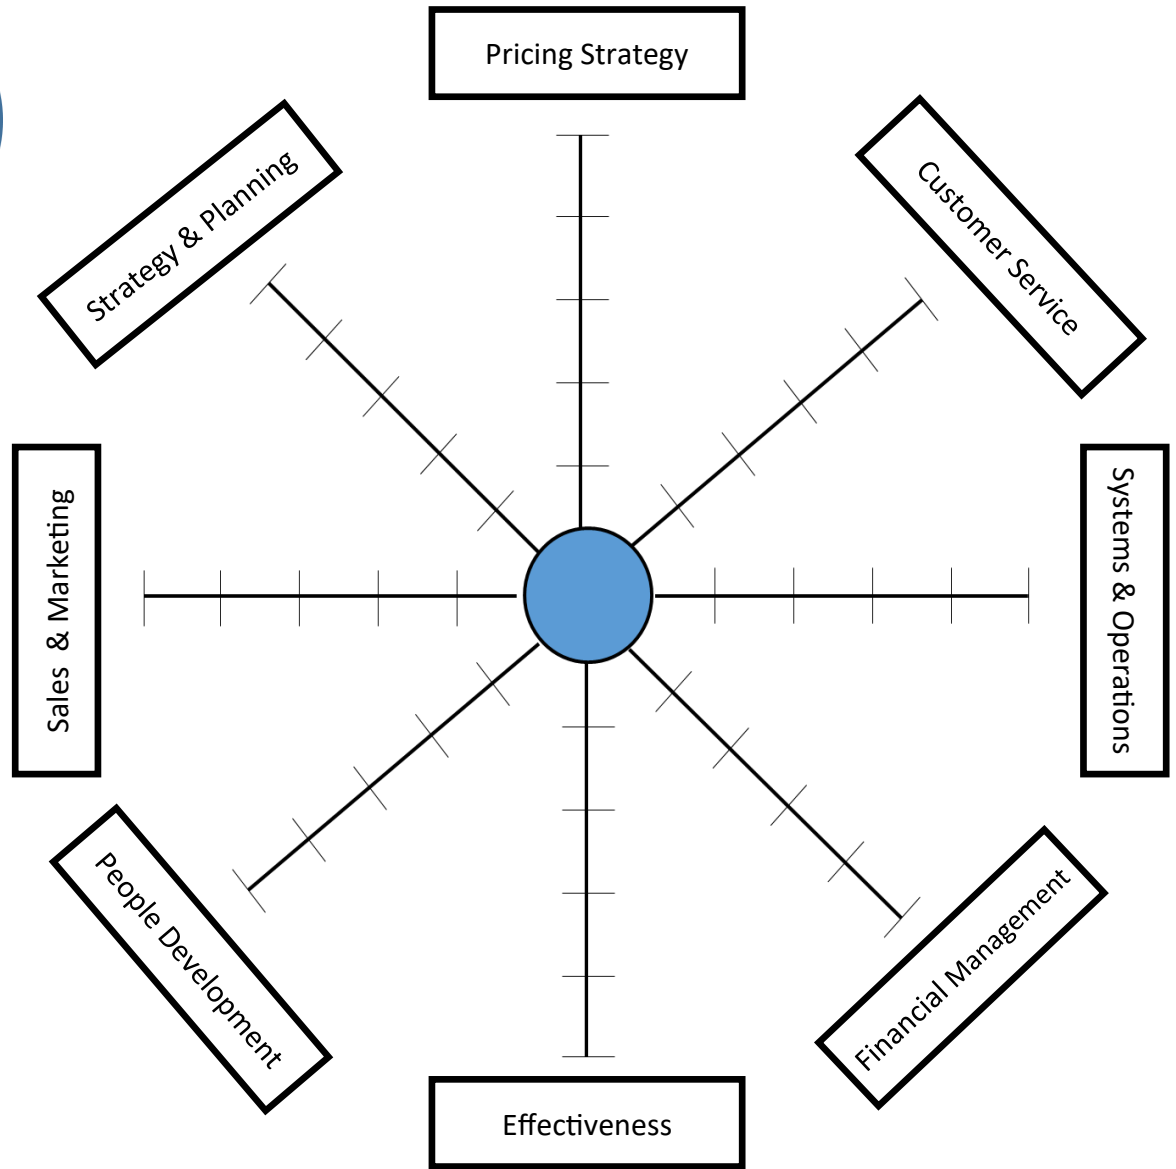 Pricing Strategy
Strategy & Planning
Customer Service
Sales & Marketing
Systems & Operations
People Development
Financial Management
Effectiveness